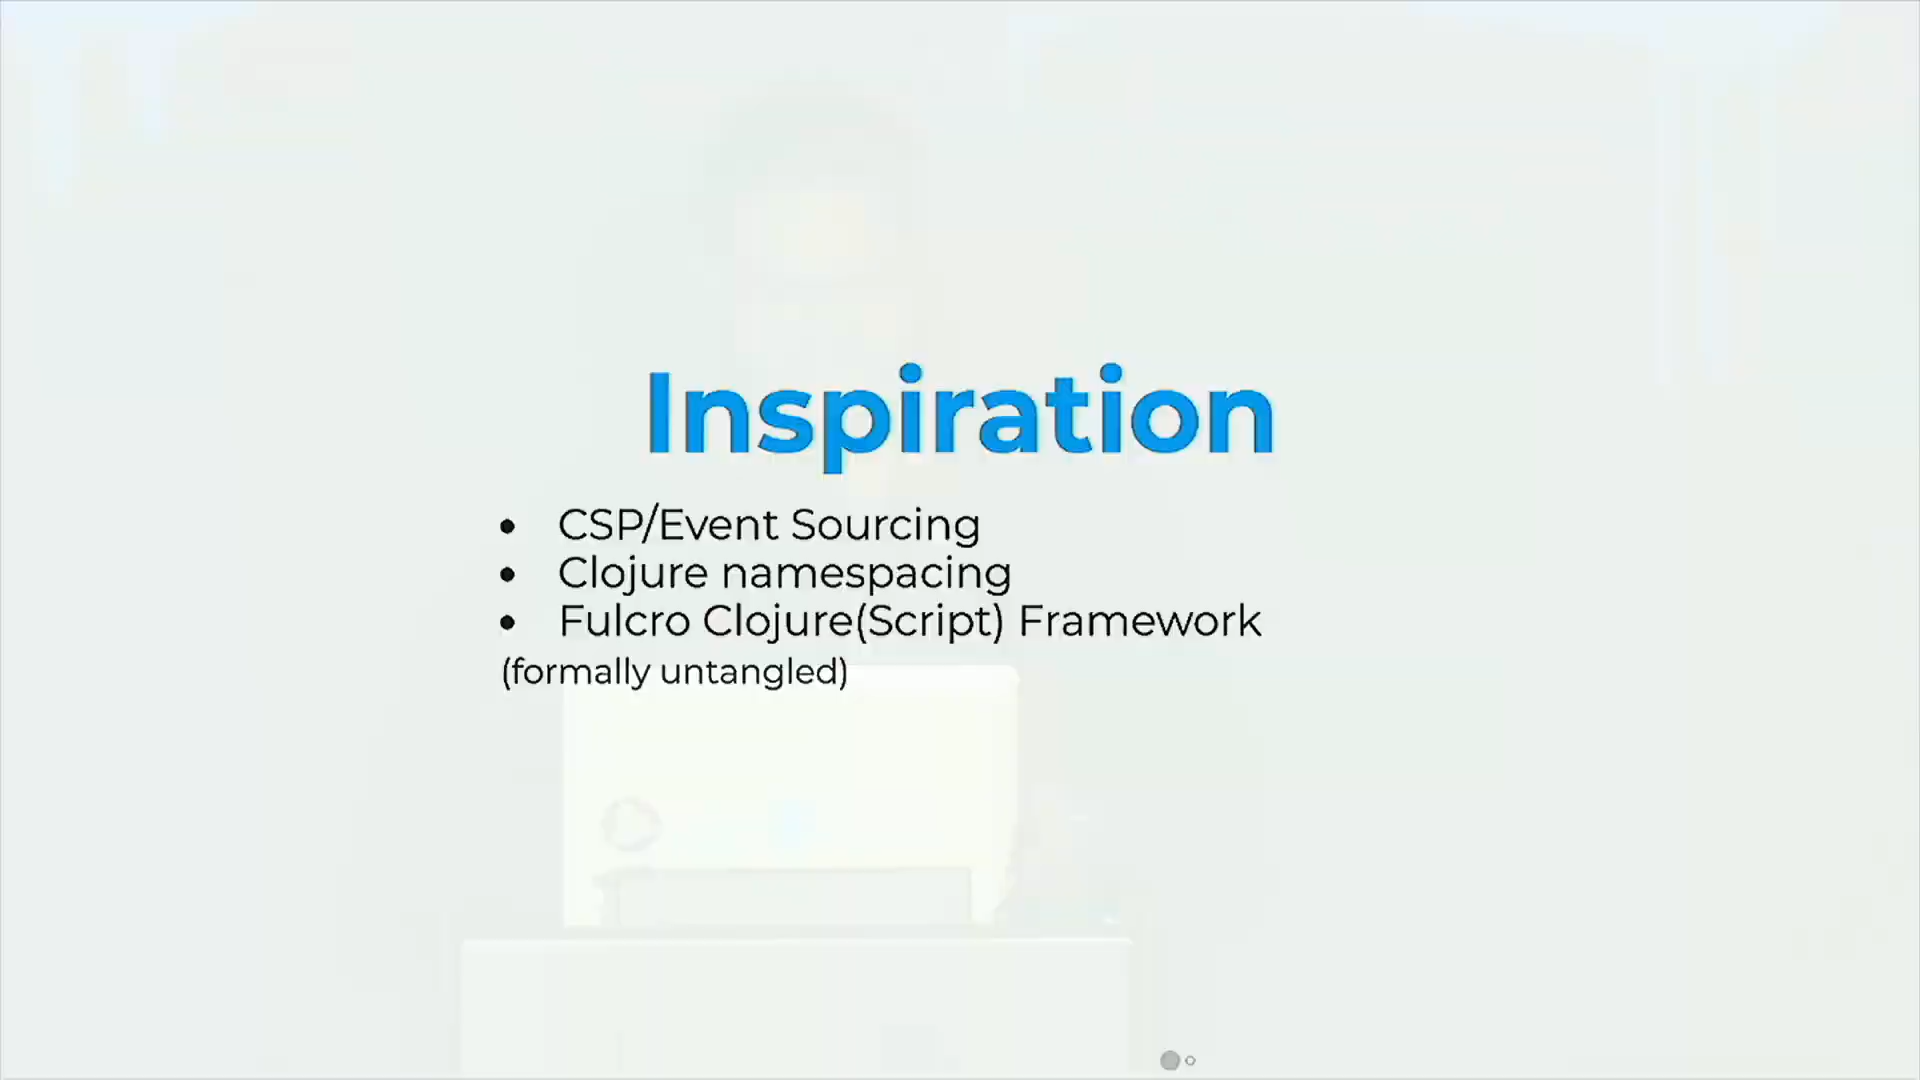 Inspiration
• CSP/Event Sourcing
• Clojure namespacing
• Fulcro Clojure(Script) Framework
(formally untangled)